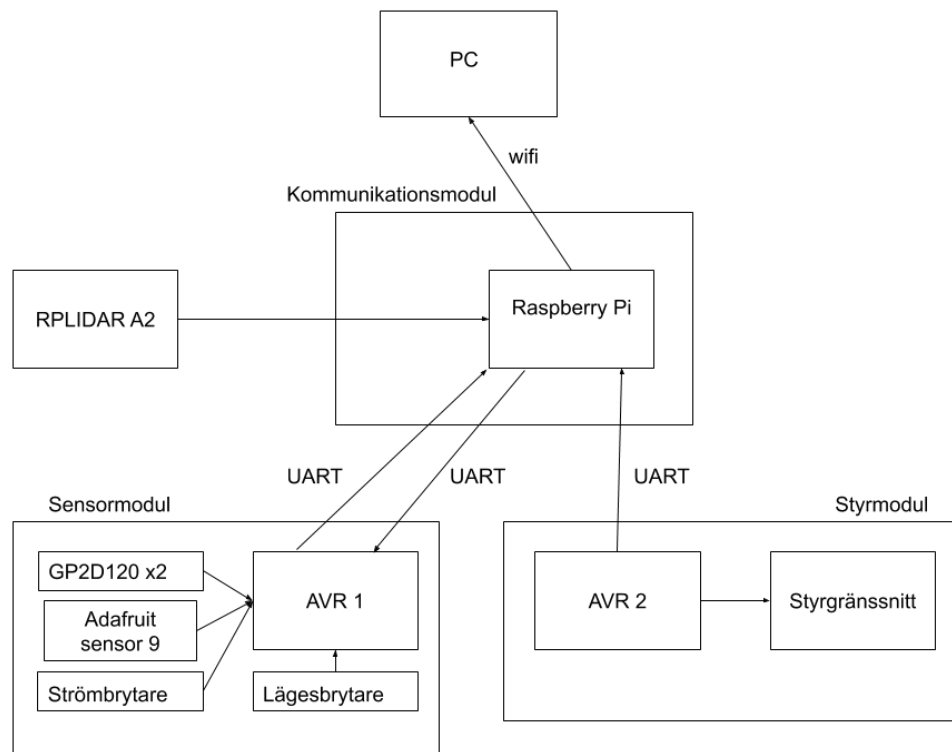 PC
wifi
Kommunikationsmodul
RPLIDAR A2
Raspberry Pi
UART
UART
UART
Sensormodul
GP2D120 x2
Adafruit
sensor 9
Strömbrytare
AVR 1
Lägesbrytare
Styrmodul
AVR 2
Styrgränssnitt